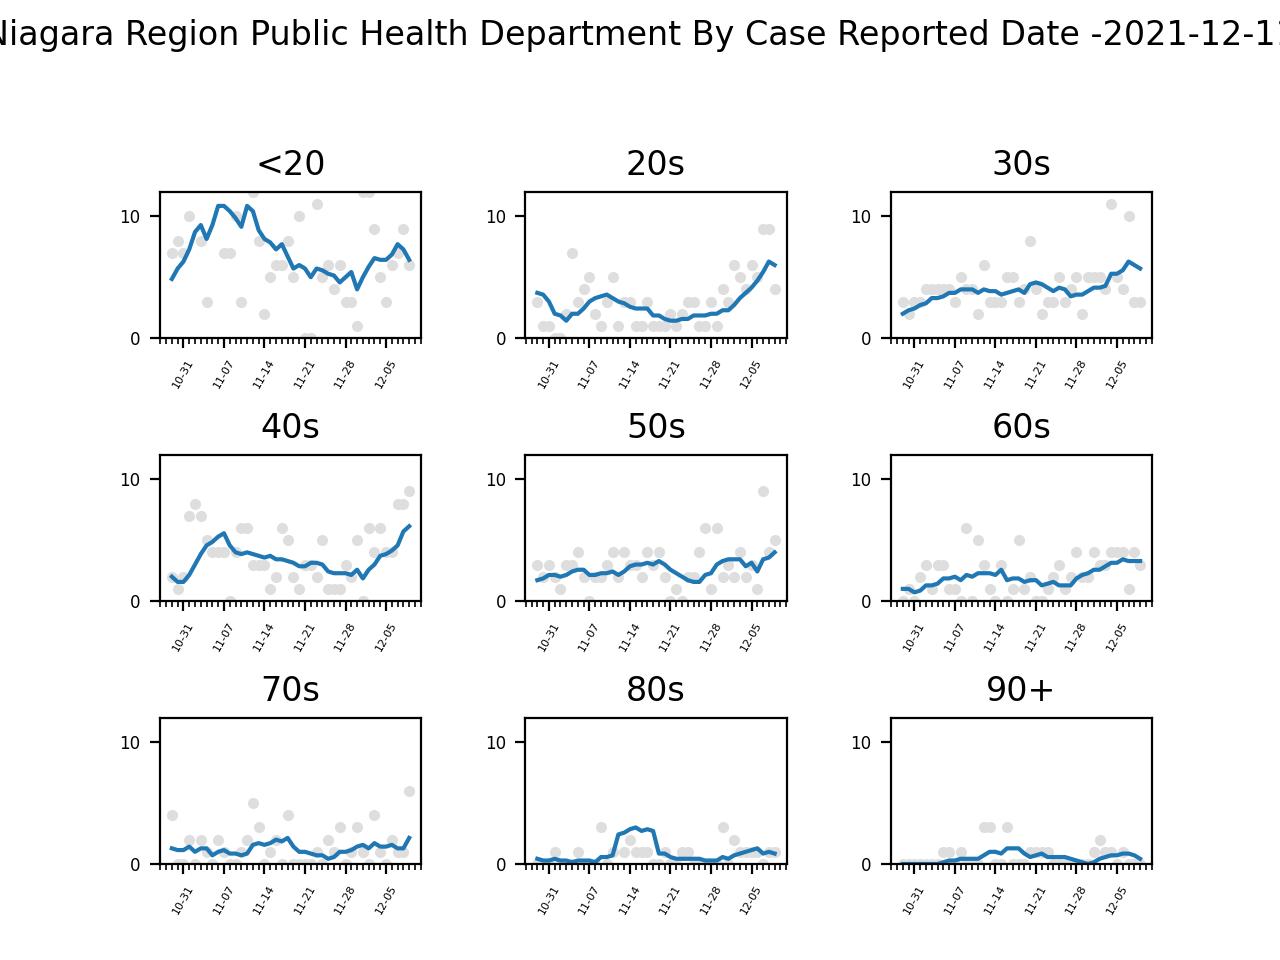 Niagara Region Public Health Department By Case Reported Date -2021-12-11
<20 20s 30s
10 10 10
0 0 0
10-31 11-07 11-14 11-21 11-28 12-05 10-31 11-07 11-14 11-21 11-28 12-05 10-31 11-07 11-14 11-21 11-28 12-05
40s 50s 60s
10 10 10
0 0 0
10-31 11-07 11-14 11-21 11-28 12-05 10-31 11-07 11-14 11-21 11-28 12-05 10-31 11-07 11-14 11-21 11-28 12-05
70s 80s 90+
10 10 10
0 0 0
10-31 11-07 11-14 11-21 11-28 12-05 10-31 11-07 11-14 11-21 11-28 12-05 10-31 11-07 11-14 11-21 11-28 12-05